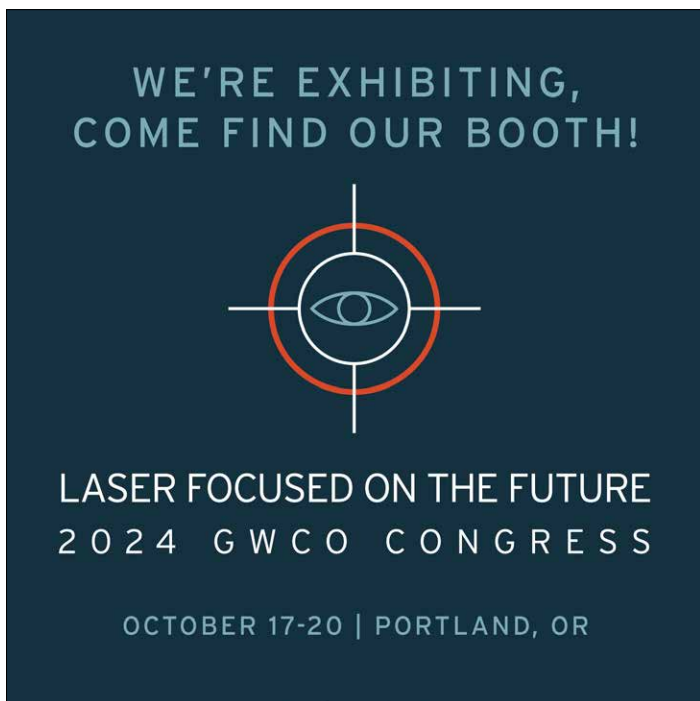 WE'RE EXHIBITING,
COME FIND OUR BOOTH!
LASER FOCUSED ON THE FUTURE
2024 GWCO CONGRESS
OCTOBER 17-20 | PORTLAND, OR